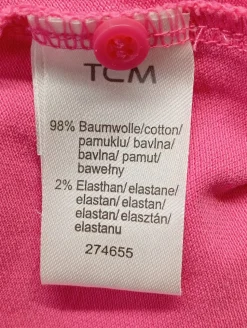 TCM
98% Baumwolle/cotton/
pamuklu/ bavlna/
bavlna/ pamut/
bawełny
2% Elasthan/elastane/
elastan/elastan/
elastan/elasztán/
elastanu
274655